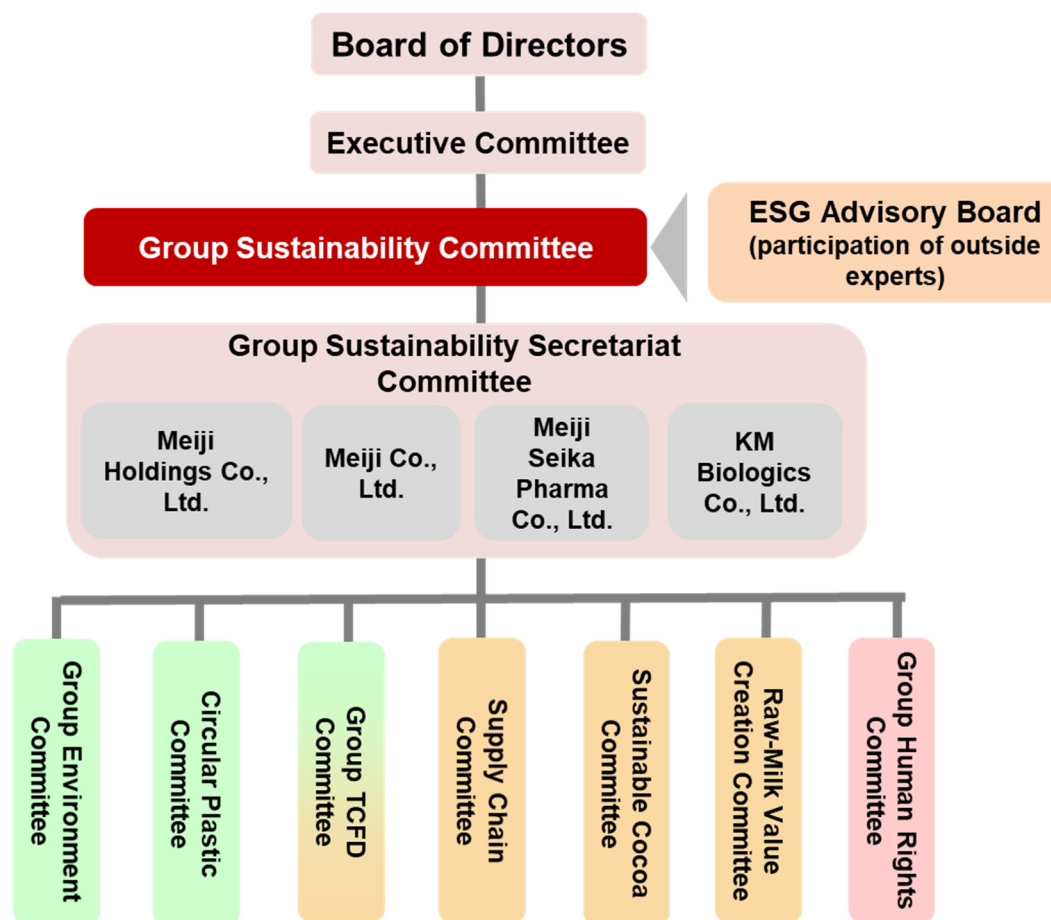 Board of Directors
Executive Committee
Group Sustainability Committee
ESG Advisory Board
(participation of outside
experts)
Group Sustainability Secretariat
Committee
Meiji
Holdings Co.,
Ltd.
Meiji Co.,
Ltd.
Meiji
Seika
Pharma
Co., Ltd.
KM
Biologics
Co., Ltd.
Group Environment
Committee
Circular Plastic
Committee
Group TCFD
Committee
Supply Chain
Committee
Sustainable Cocoa
Committee
Raw-Milk Value
Creation Committee
Group Human Rights
Committee